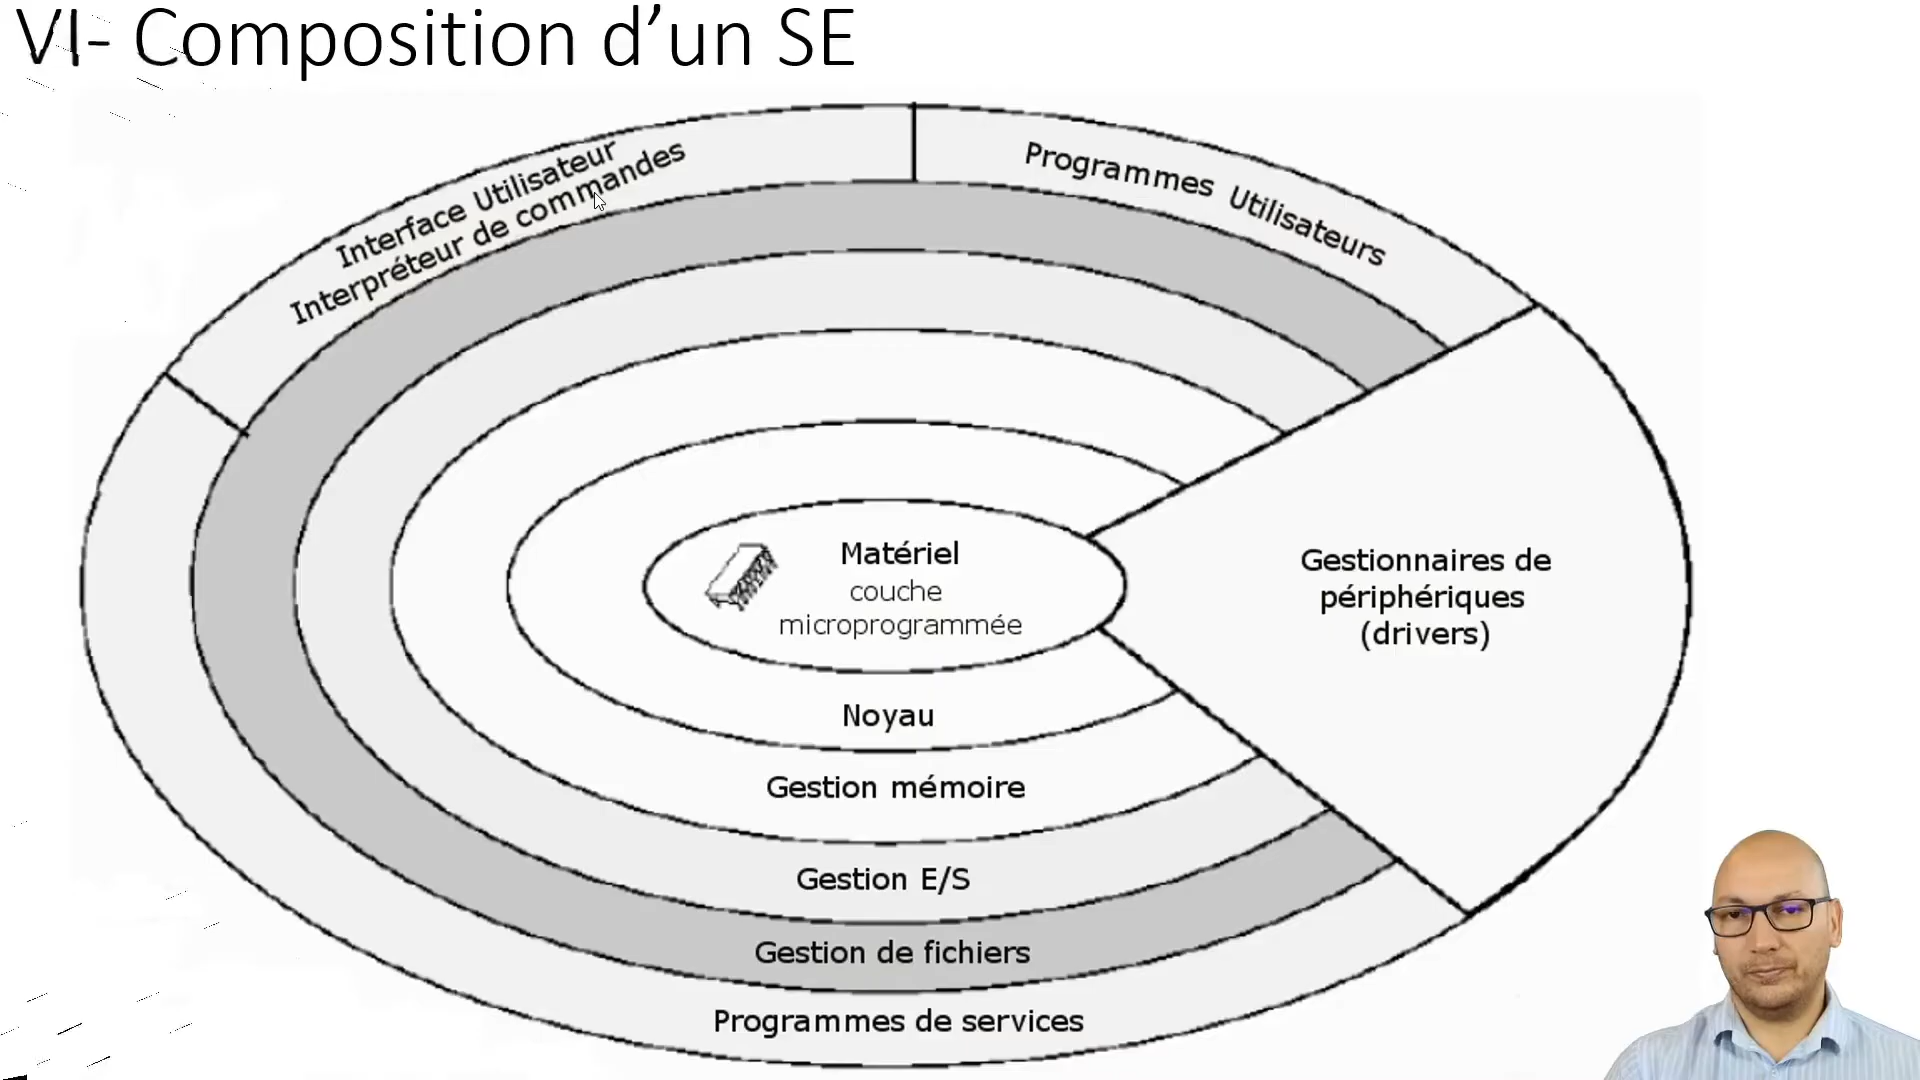 VI- Composition d’un SE
Interface Utilisateur
Interpréteur de commandes
Programmes Utilisateurs
Matériel
couche
microprogrammée
Gestionnaires de
périphériques
(drivers)
Noyau
Gestion mémoire
Gestion E/S
Gestion de fichiers
Programmes de services